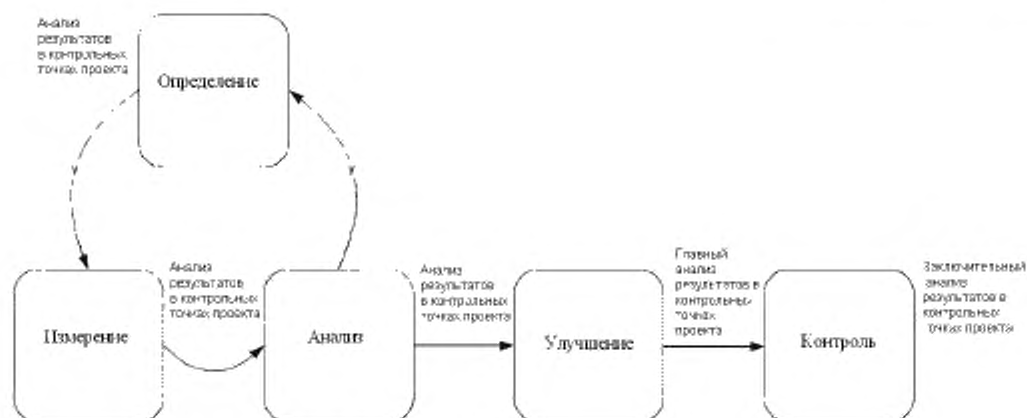 Анализ
результатов
в контрольных
точках проекта
Определение
Анализ
результатов
в контрольных
точках проекта
Измерение
Анализ
Анализ
результатов
в контрольных
точках проекта
Улучшение
Главный
анализ
результатов в
контрольных
точках
проекта
Контроль
Заключительный
анализ
результатов в
контрольных
точках проекта